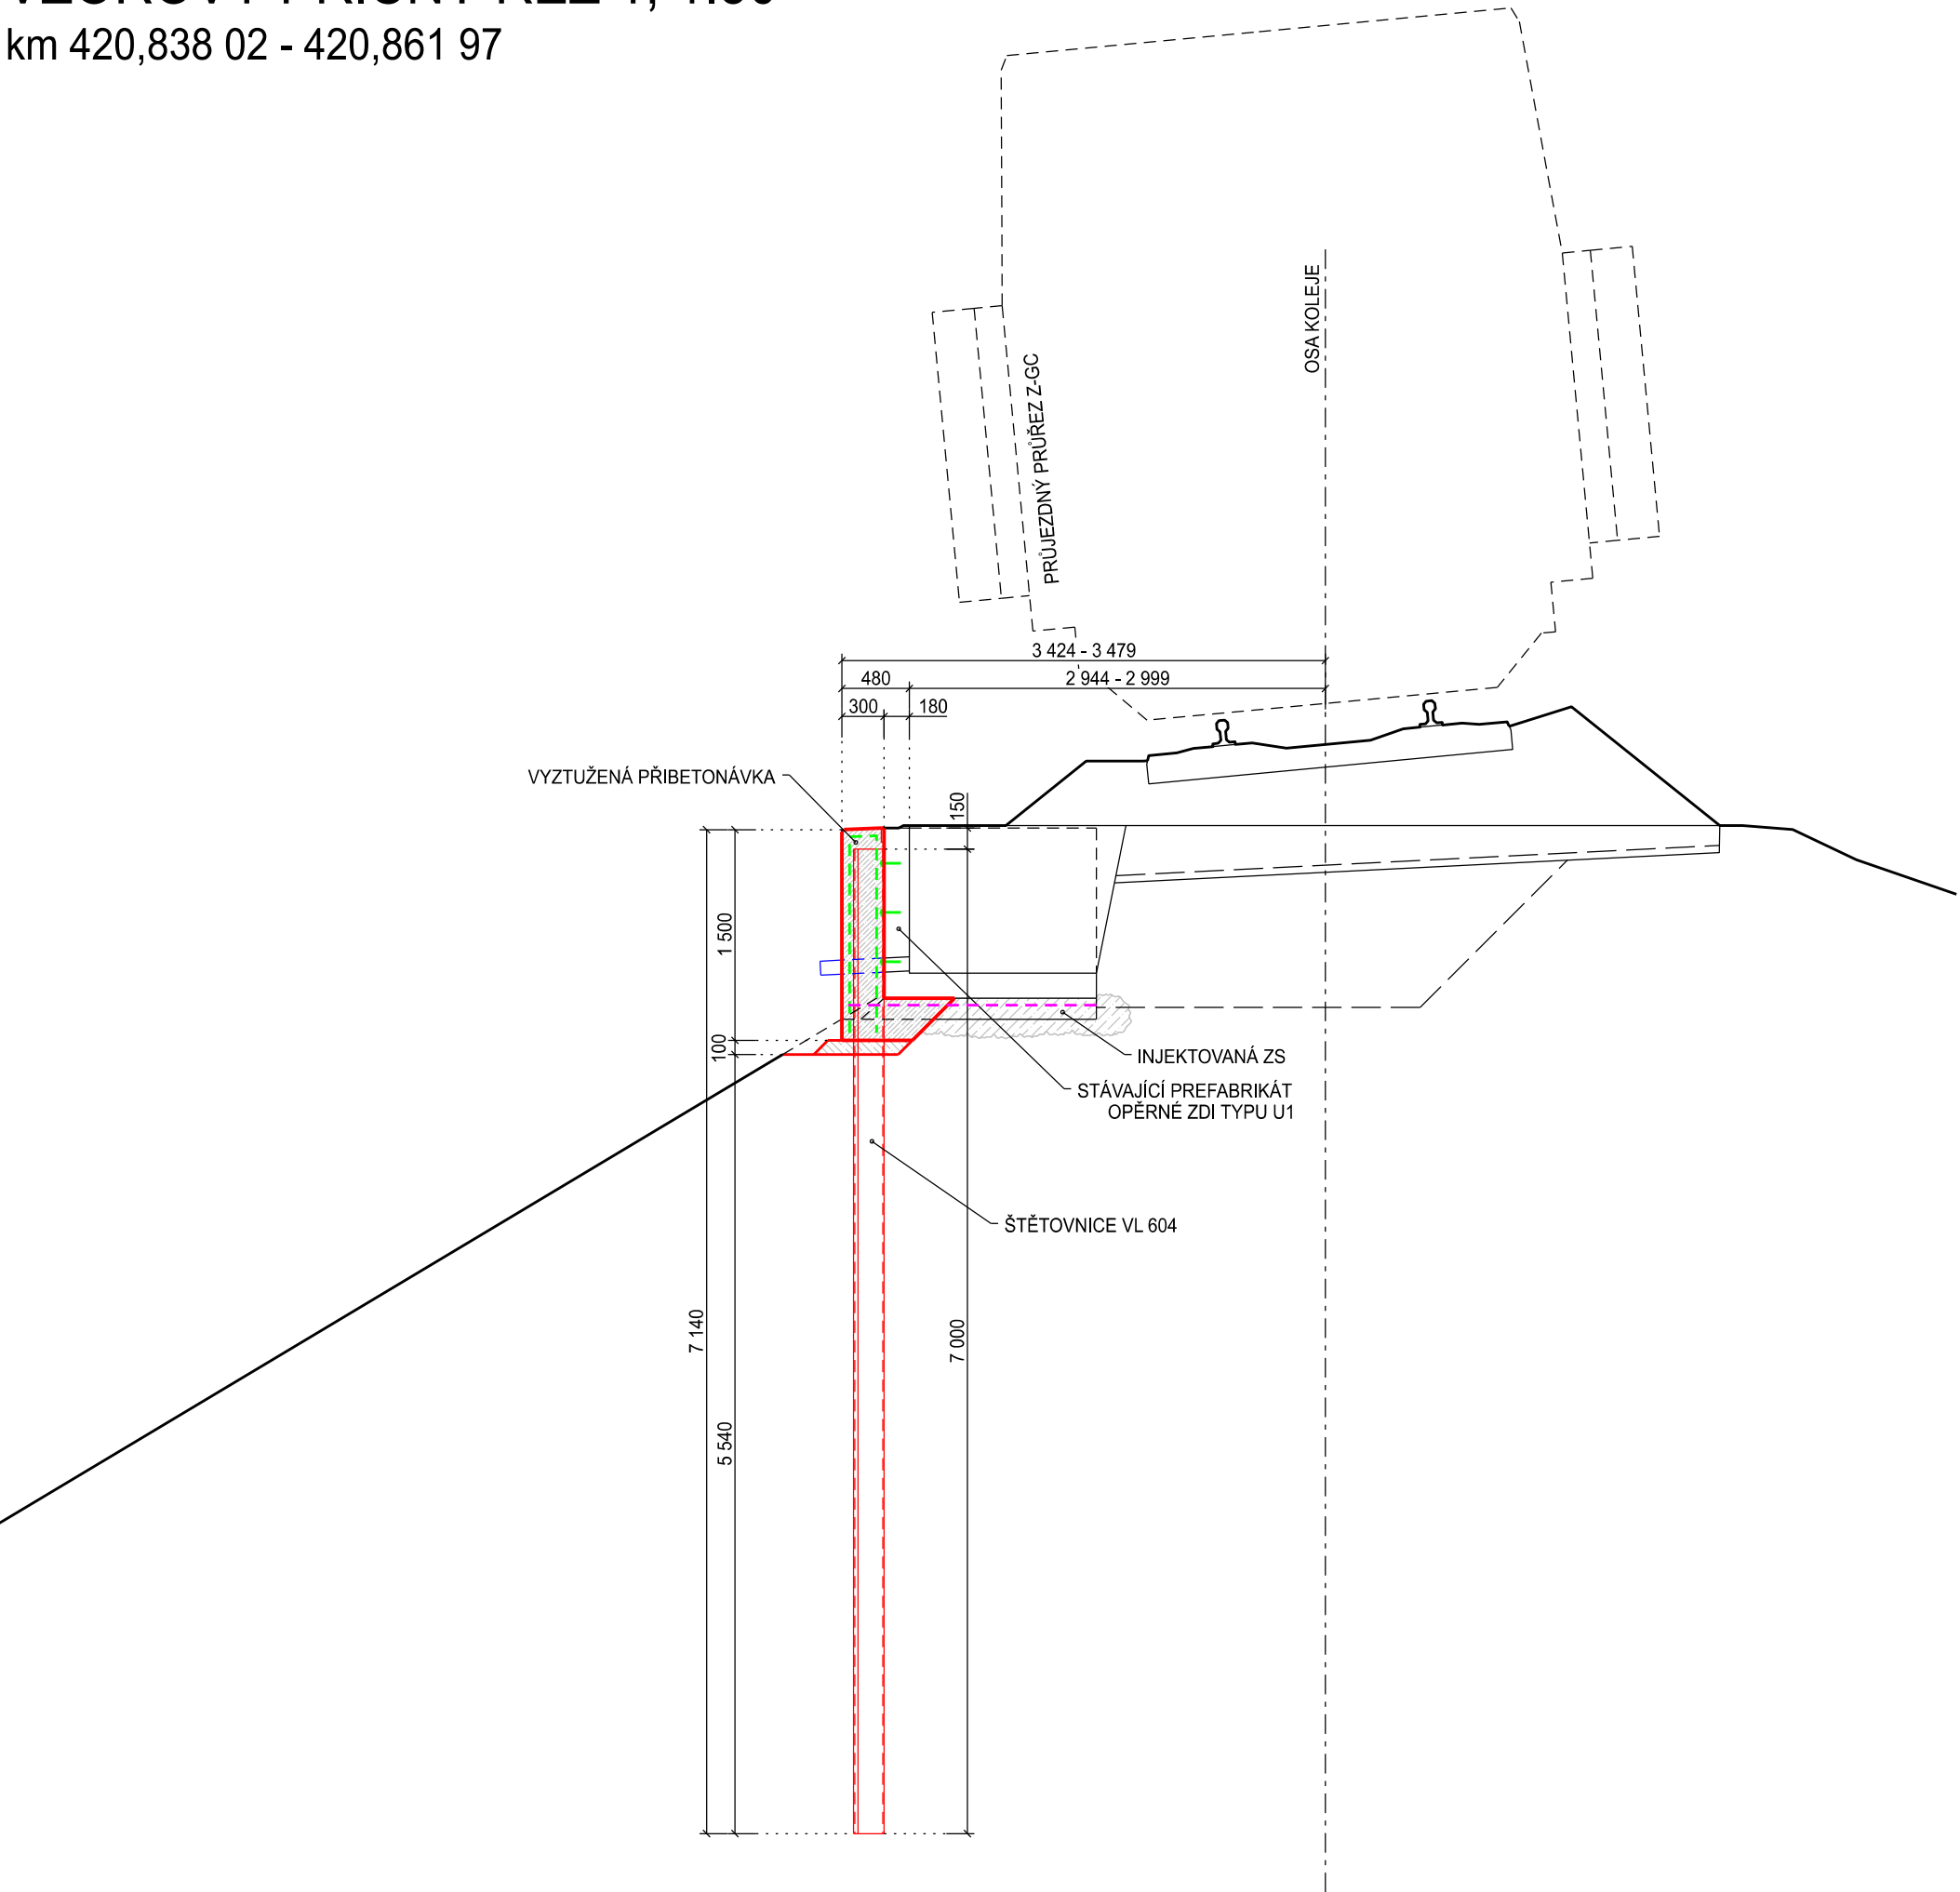 km 420,838 02 - 420,861 97
OSA KOLEJE
PRŮJEZDNÝ PRŮŘEZ Z-GC
3 424 - 3 479
480
2 944 - 2 999
300
180
VYZTUŽENÁ PŘIBETONÁVKA
150
1 500
100
INJEKTOVANÁ ZS
STÁVAJÍCÍ PREFABRIKÁT
OPĚRNÉ ZDI TYPU U1
ŠTĚTOVNICE VL 604
7 140
7 000
5 540